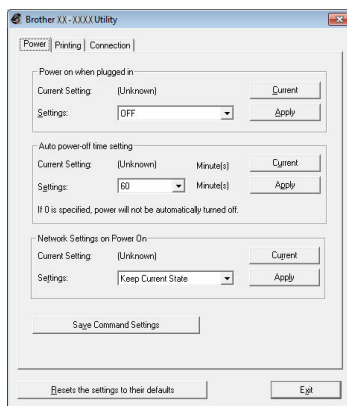 Brother XX-XXXX Utility
Power Printing Connection
Power on when plugged in
Current Setting: (Unknown) Current
Settings: OFF Apply
Auto power-off time setting
Current Setting: (Unknown) Minute(s) Current
Settings: 60 Minute(s) Apply
If 0 is specified, power will not be automatically turned off.
Network Settings on Power On
Current Setting: (Unknown) Current
Settings: Keep Current State Apply
Save Command Settings
Resets the settings to their defaults Exit